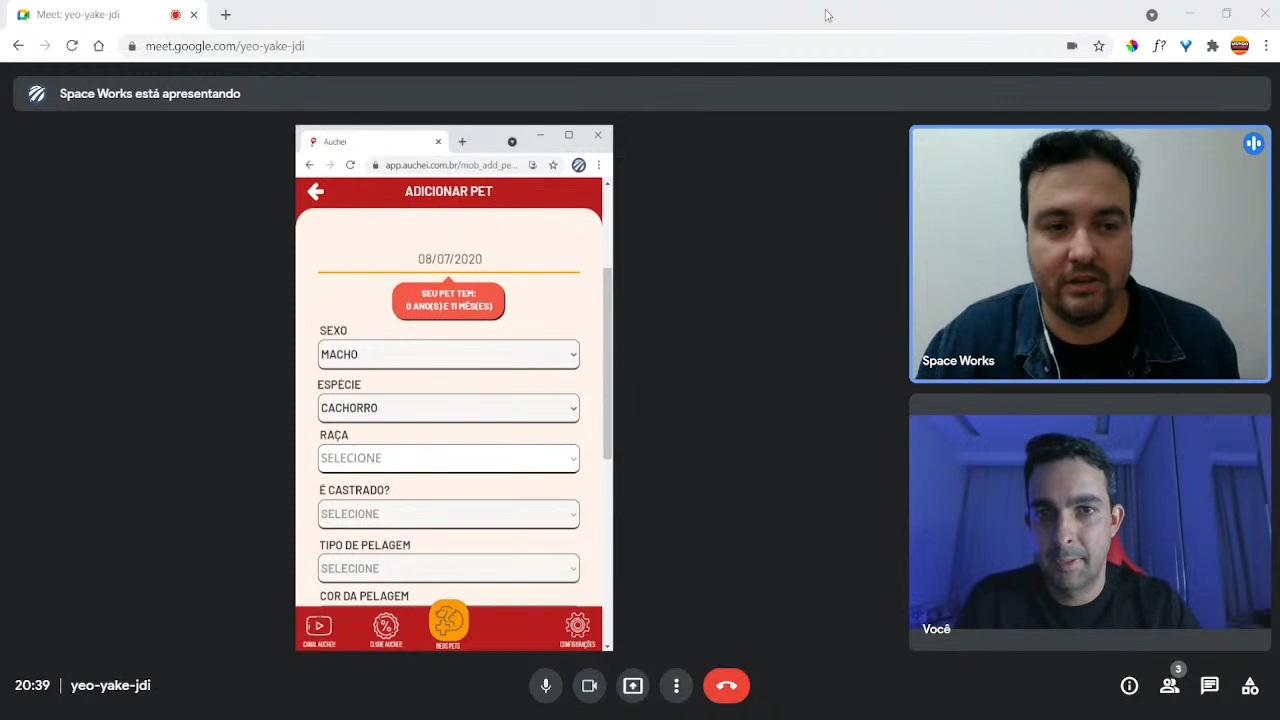 Meet: yeo-yake-jdi
meet.google.com/yeo-yake-jdi
f?
Space Works está apresentando
Auchei
app.auchei.com.br/mob_add_pe...
ADICIONAR PET
08/07/2020
SEU PET TEM:
0 ANO(S) E 11 MÊS(ES)
SEXO
MACHO
ESPÉCIE
CACHORRO
RAÇA
SELECIONE
É CASTRADO?
SELECIONE
TIPO DE PELAGEM
SELECIONE
COR DA PELAGEM
CANAL AUCHEI!
CLUBE AUCHEI!
MEUS PETS
CONFIGURAÇÕES
Space Works
Você
20:39 | yeo-yake-jdi
3